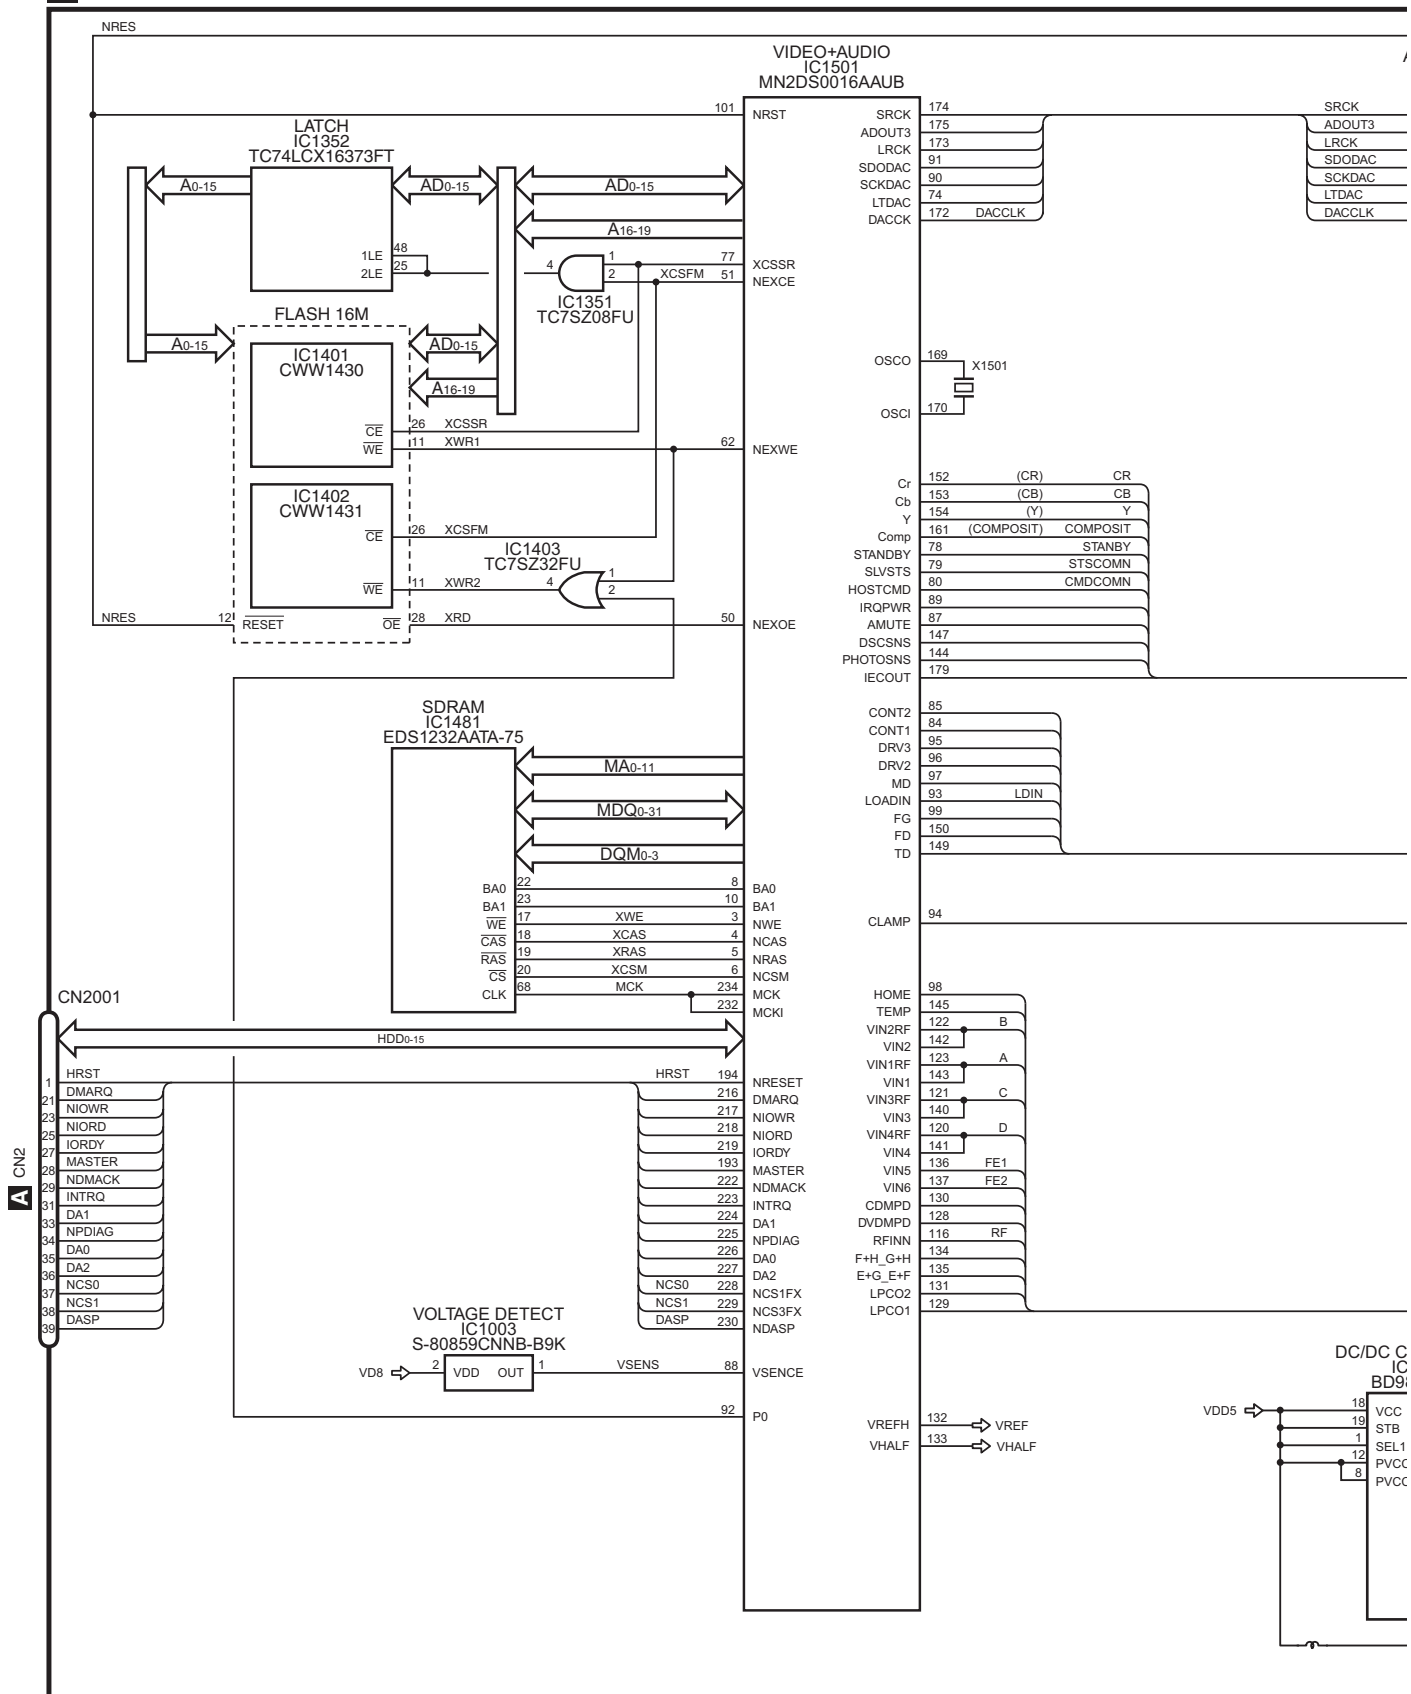 NRES
VIDEO+AUDIO
IC1501
MN2DS0016AAUB
101 NRST
LATCH
IC1352
TC74LCX16373FT
A0-15
AD0-15
AD0-15
A16-19
1LE 48
2LE 25
4
1
2
IC1351
TC7SZ08FU
77 XCSSR
XCSFM 51 NEXCE
FLASH 16M
A0-15
IC1401
CWW1430
AD0-15
A16-19
CE 26 XCSSR
WE 11 XWR1
62 NEXWE
IC1402
CWW1431
CE 26 XCSFM
IC1403
TC7SZ32FU
WE 11 XWR2 4
1
2
NRES 12 RESET
OE 28 XRD
50 NEXOE
SDRAM
IC1481
EDS1232AATA-75
MA0-11
MDQ0-31
DQM0-3
BA0 22 8 BA0
BA1 23 10 BA1
WE 17 XWE 3 NWE
CAS 18 XCAS 4 NCAS
RAS 19 XRAS 5 NRAS
CS 20 XCSM 6 NCSM
CLK 68 MCK 234 MCK
232 MCKI
CN2001
HDD0-15
A CN2
1 HRST HRST 194 NRESET
21 DMARQ 216 DMARQ
23 NIOWR 217 NIOWR
25 NIORD 218 NIORD
27 IORDY 219 IORDY
28 MASTER 193 MASTER
29 NDMACK 222 NDMACK
31 INTRQ 223 INTRQ
33 DA1 224 DA1
34 NPDIAG 225 NPDIAG
35 DA0 226 DA0
36 DA2 227 DA2
37 NCS0 NCS0 228 NCS1FX
38 NCS1 NCS1 229 NCS3FX
39 DASP DASP 230 NDASP
VOLTAGE DETECT
IC1003
S-80859CNNB-B9K
VD8 2 VDD OUT 1 VSENS 88 VSENCE
92 P0
SRCK 174 SRCK
ADOUT3 175 ADOUT3
LRCK 173 LRCK
SDODAC 91 SDODAC
SCKDAC 90 SCKDAC
LTDAC 74 LTDAC
DACCK 172 DACCLK DACCLK
OSCO 169
X1501
OSCI 170
Cr 152 (CR) CR
Cb 153 (CB) CB
Y 154 (Y) Y
Comp 161 (COMPOSIT) COMPOSIT
STANDBY 78 STANBY
SLVSTS 79 STSCOMN
HOSTCMD 80 CMDCOMN
IRQPWR 89
AMUTE 87
DSCSNS 147
PHOTOSNS 144
IECOUT 179
CONT2 85
CONT1 84
DRV3 95
DRV2 96
MD 97
LOADIN 93 LDIN
FG 99
FD 150
TD 149
CLAMP 94
HOME 98
TEMP 145
VIN2RF 122 B
VIN2 142
VIN1RF 123 A
VIN1 143
VIN3RF 121 C
VIN3 140
VIN4RF 120 D
VIN4 141
VIN5 136 FE1
VIN6 137 FE2
CDMPD 130
DVDMPD 128
RFINN 116 RF
F+H_G+H 134
E+G_E+F 135
LPCO2 131
LPCO1 129
VREFH 132 VREF
VHALF 133 VHALF
DC/DC C
IC
BD9
VDD5 18 VCC
19 STB
1 SEL1
12 PVCC
8 PVCC